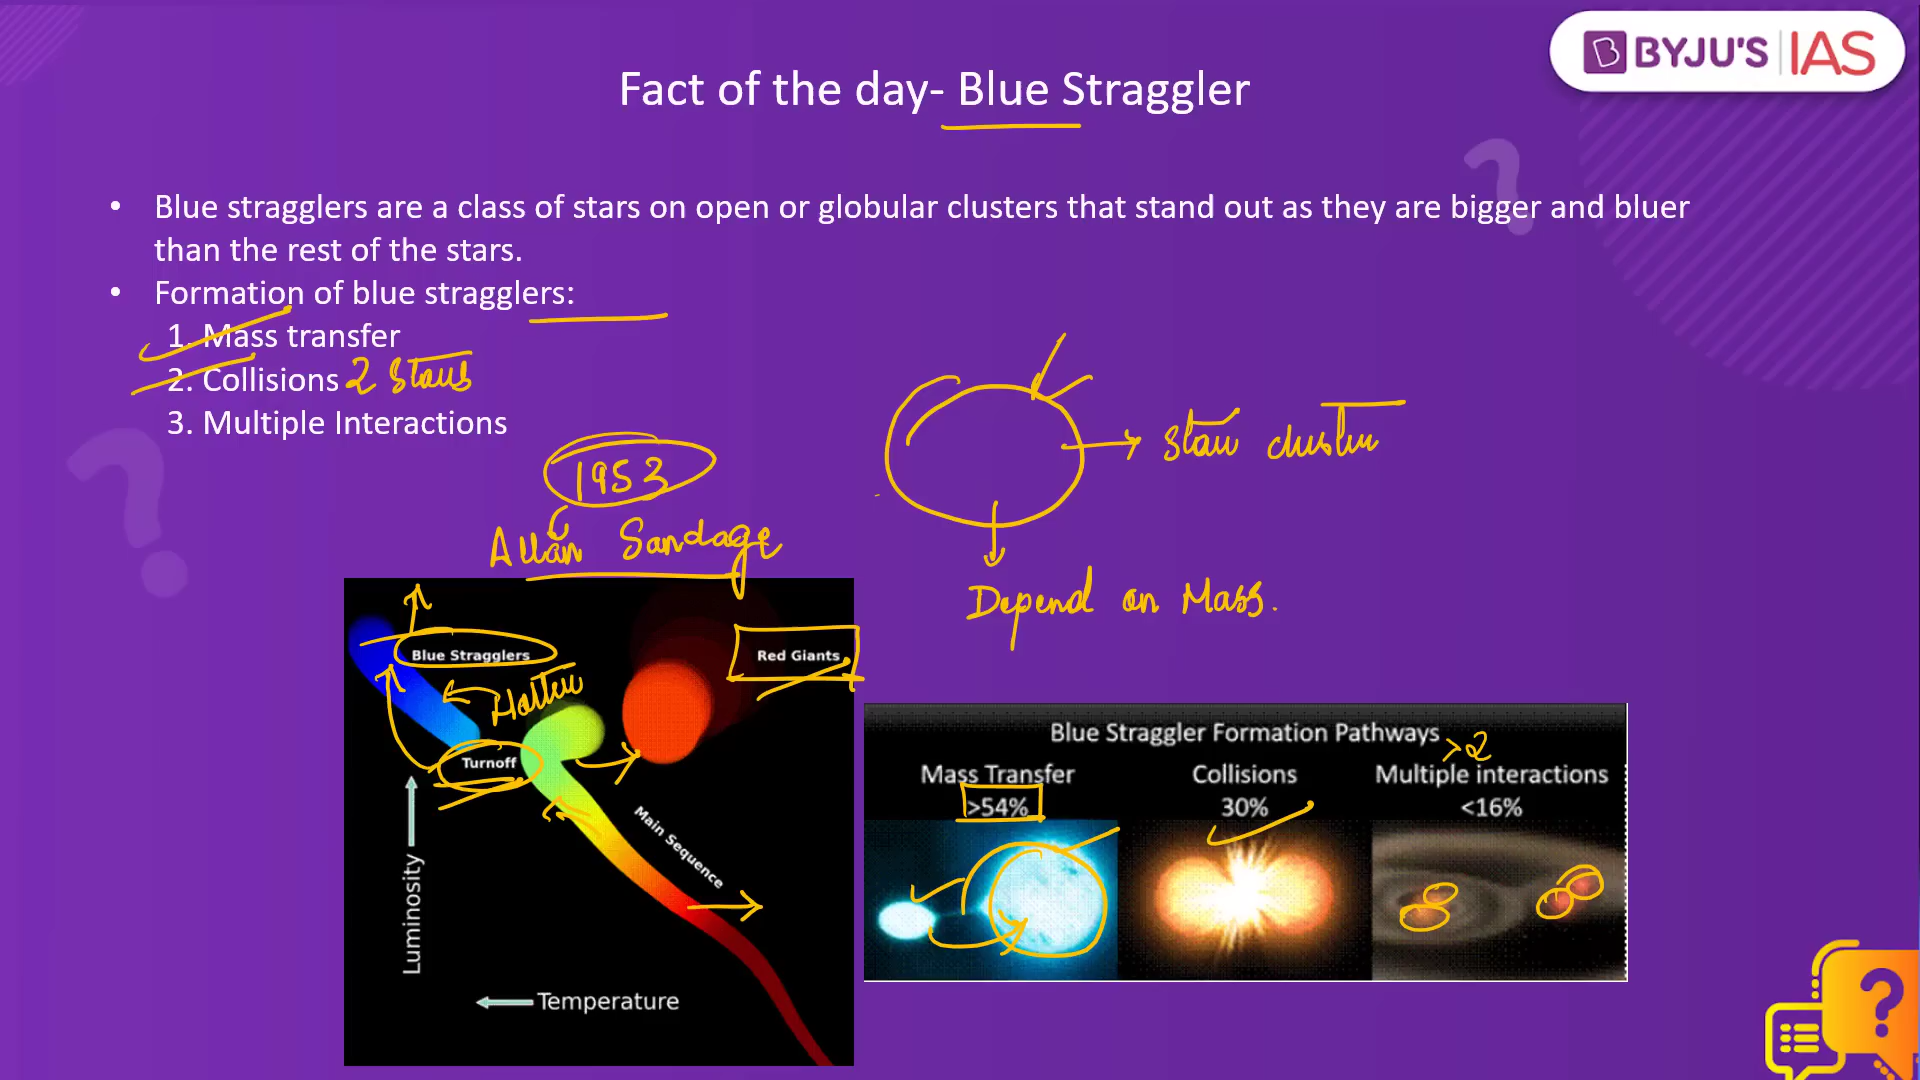 BYJU'S IAS
Fact of the day- Blue Straggler
• Blue stragglers are a class of stars on open or globular clusters that stand out as they are bigger and bluer
than the rest of the stars.
• Formation of blue stragglers:
1. Mass transfer
2. Collisions 2 stars
3. Multiple Interactions
1953
Allan Sandage
Star cluster
Depend on Mass.
Blue Stragglers
Red Giants
Hotter
Turnoff
Main Sequence
Luminosity
Temperature
Blue Straggler Formation Pathways
>2
Mass Transfer Collisions Multiple interactions
>54% 30% <16%